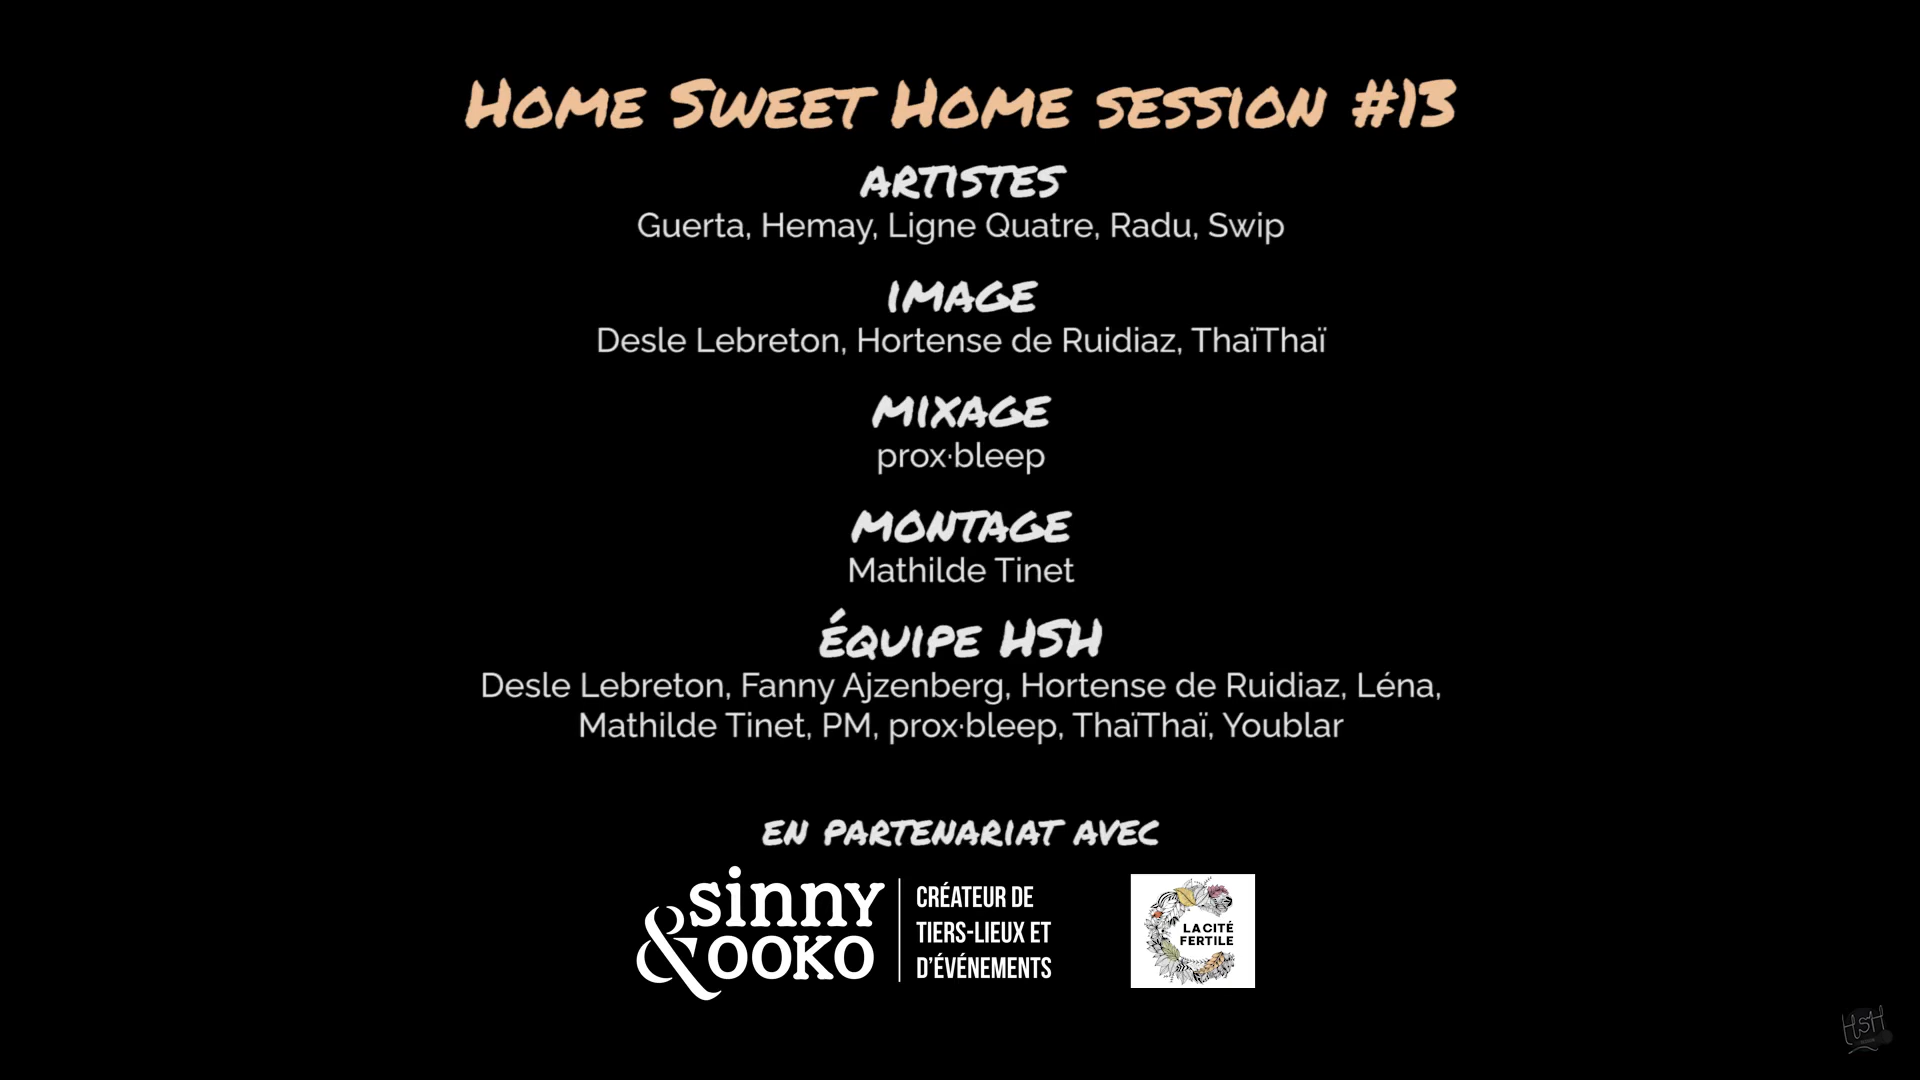 Home Sweet Home session #13
ARTISTES
Guerta, Hemay, Ligne Quatre, Radu, Swip
IMAGE
Desle Lebreton, Hortense de Ruidiaz, ThaïThaï
MIXAGE
prox·bleep
MONTAGE
Mathilde Tinet
ÉQUIPE HSH
Desle Lebreton, Fanny Ajzenberg, Hortense de Ruidiaz, Léna,
Mathilde Tinet, PM, prox·bleep, ThaïThaï, Youblar
EN PARTENARIAT AVEC
sinny
&OOKO
CRÉATEUR DE
TIERS-LIEUX ET
D'ÉVÉNEMENTS
LA CITÉ
FERTILE
HSH